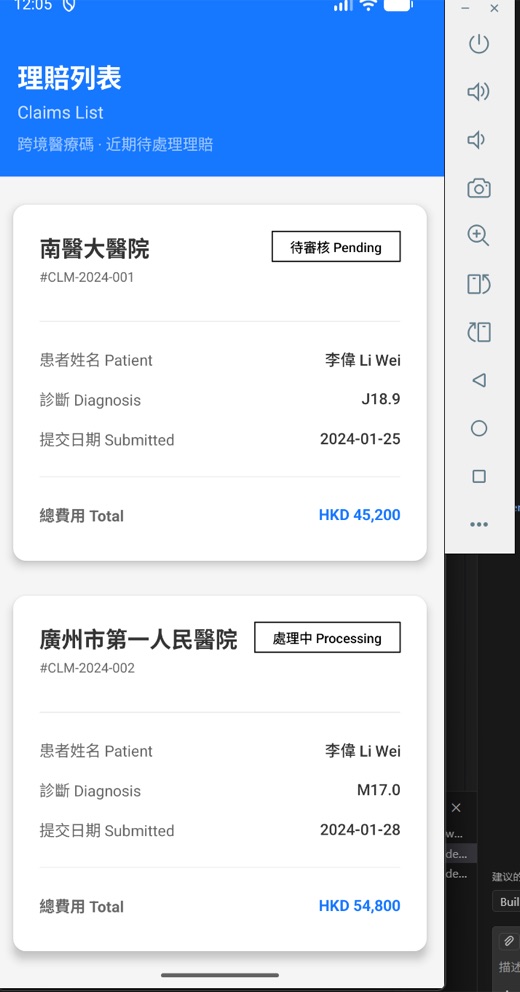 12:05
理賠列表
Claims List
跨境醫療碼 · 近期待處理理賠
南醫大醫院
待審核 Pending
#CLM-2024-001
患者姓名 Patient 李偉 Li Wei
診斷 Diagnosis J18.9
提交日期 Submitted 2024-01-25
總費用 Total HKD 45,200
廣州市第一人民醫院
處理中 Processing
#CLM-2024-002
患者姓名 Patient 李偉 Li Wei
診斷 Diagnosis M17.0
提交日期 Submitted 2024-01-28
總費用 Total HKD 54,800
w...
de...
de...
建议的
Buil
描述